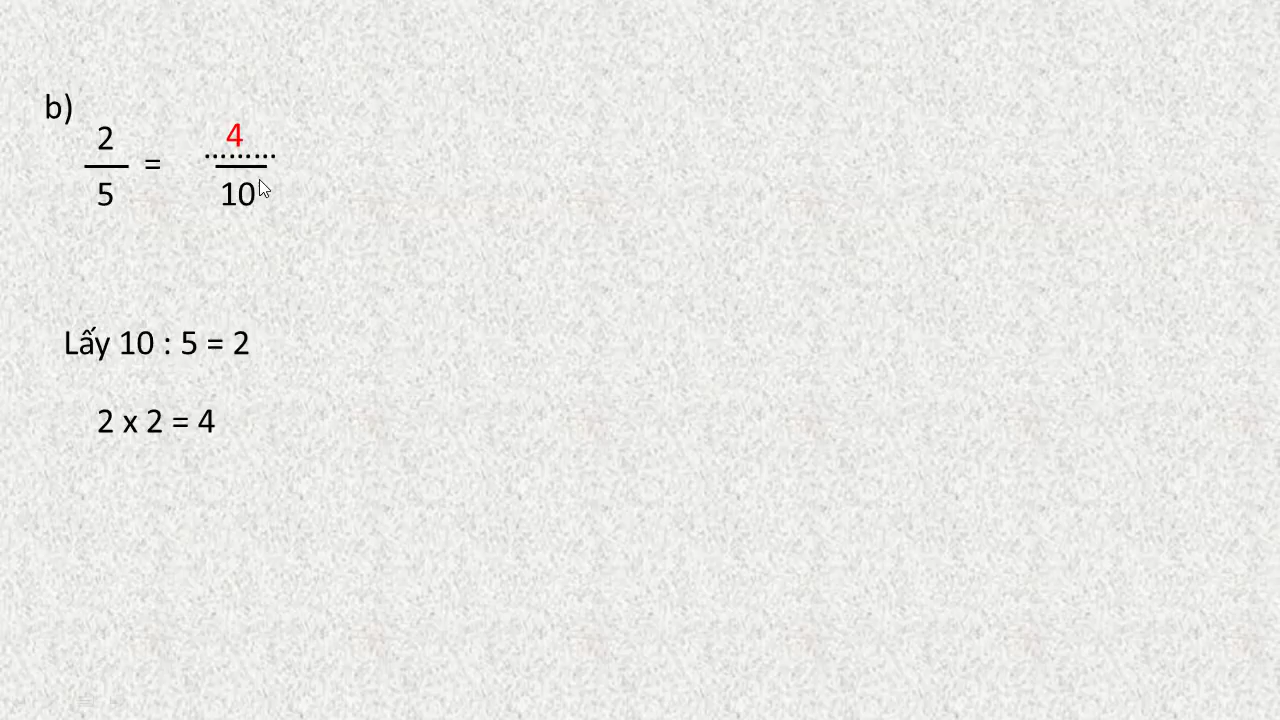 b)
2/5 = 4/10
.........
Lấy 10 : 5 = 2
2 x 2 = 4